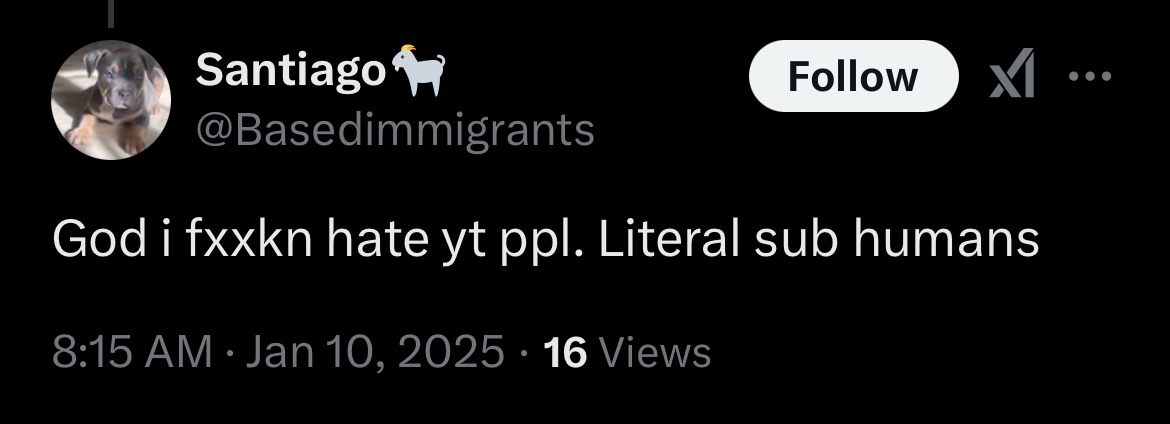 Santiago🐐
@Basedimmigrants
Follow
God i fxxkn hate yt ppl. Literal sub humans
8:15 AM · Jan 10, 2025 · 16 Views